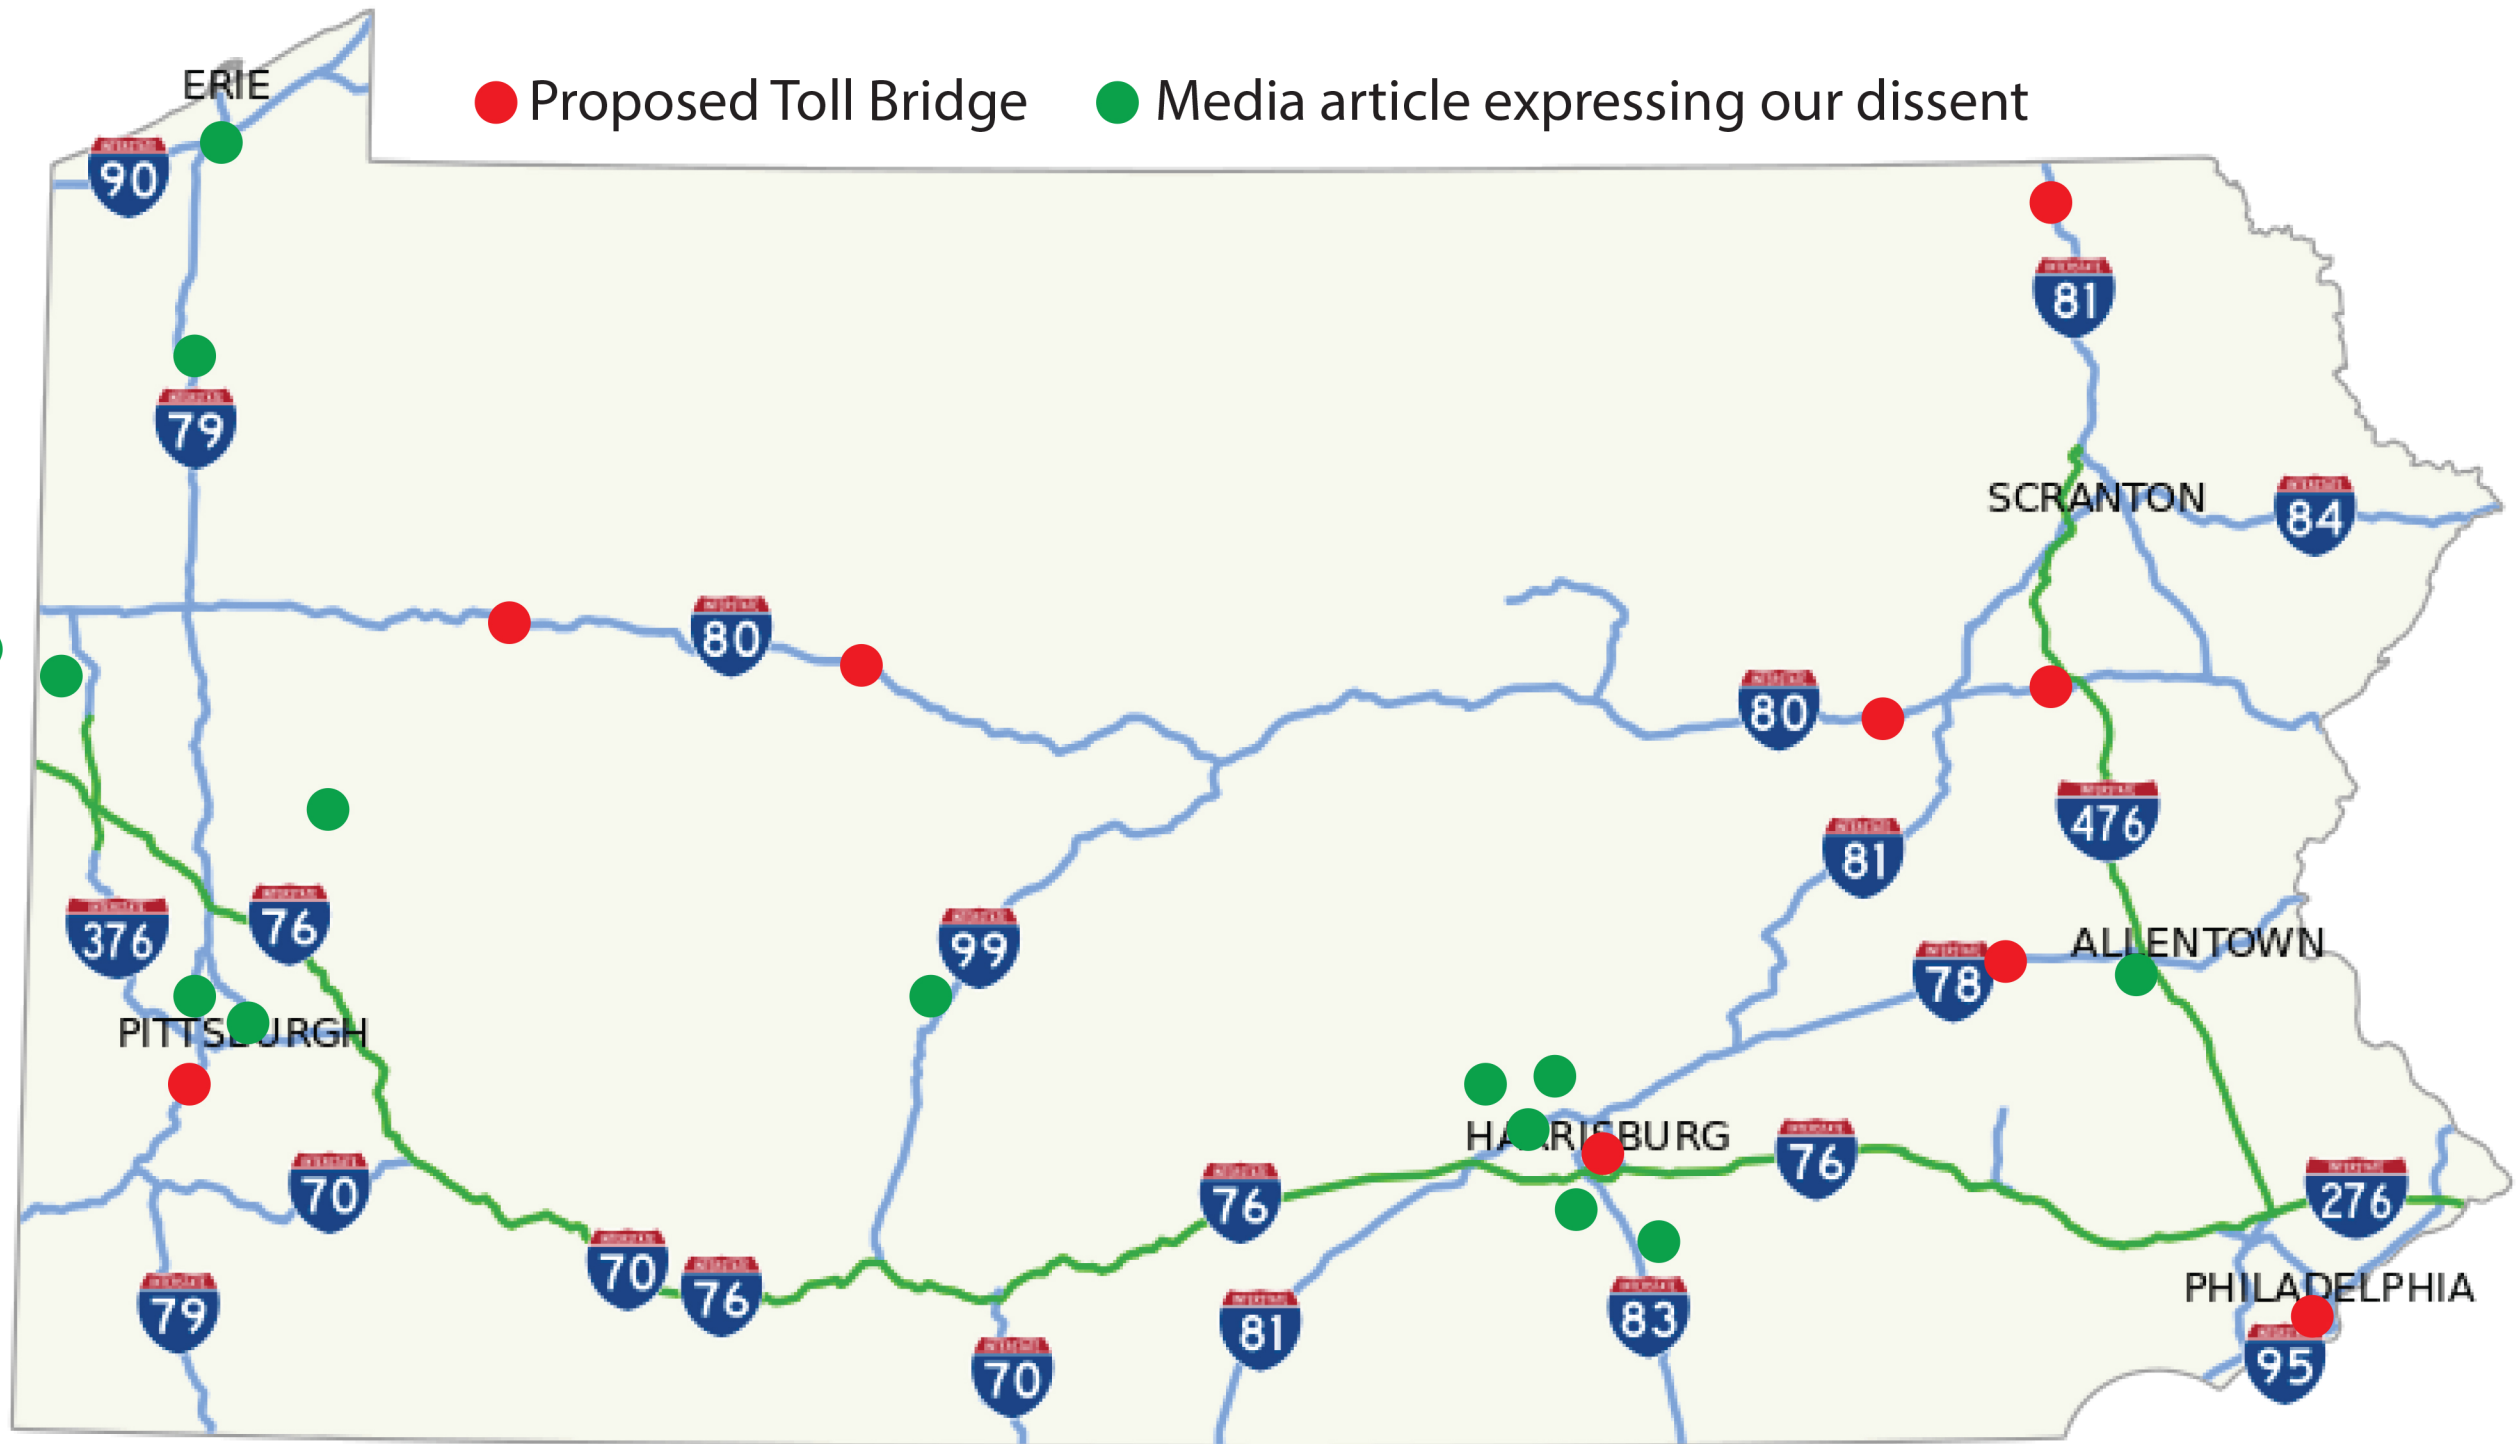 ERIE
Proposed Toll Bridge
Media article expressing our dissent
90
81
79
SCRANTON
84
80
80
476
81
376
76
99
ALLENTOWN
78
PITTSBURGH
HARRISBURG
76
70
76
276
70
76
PHILADELPHIA
79
81
83
95
70